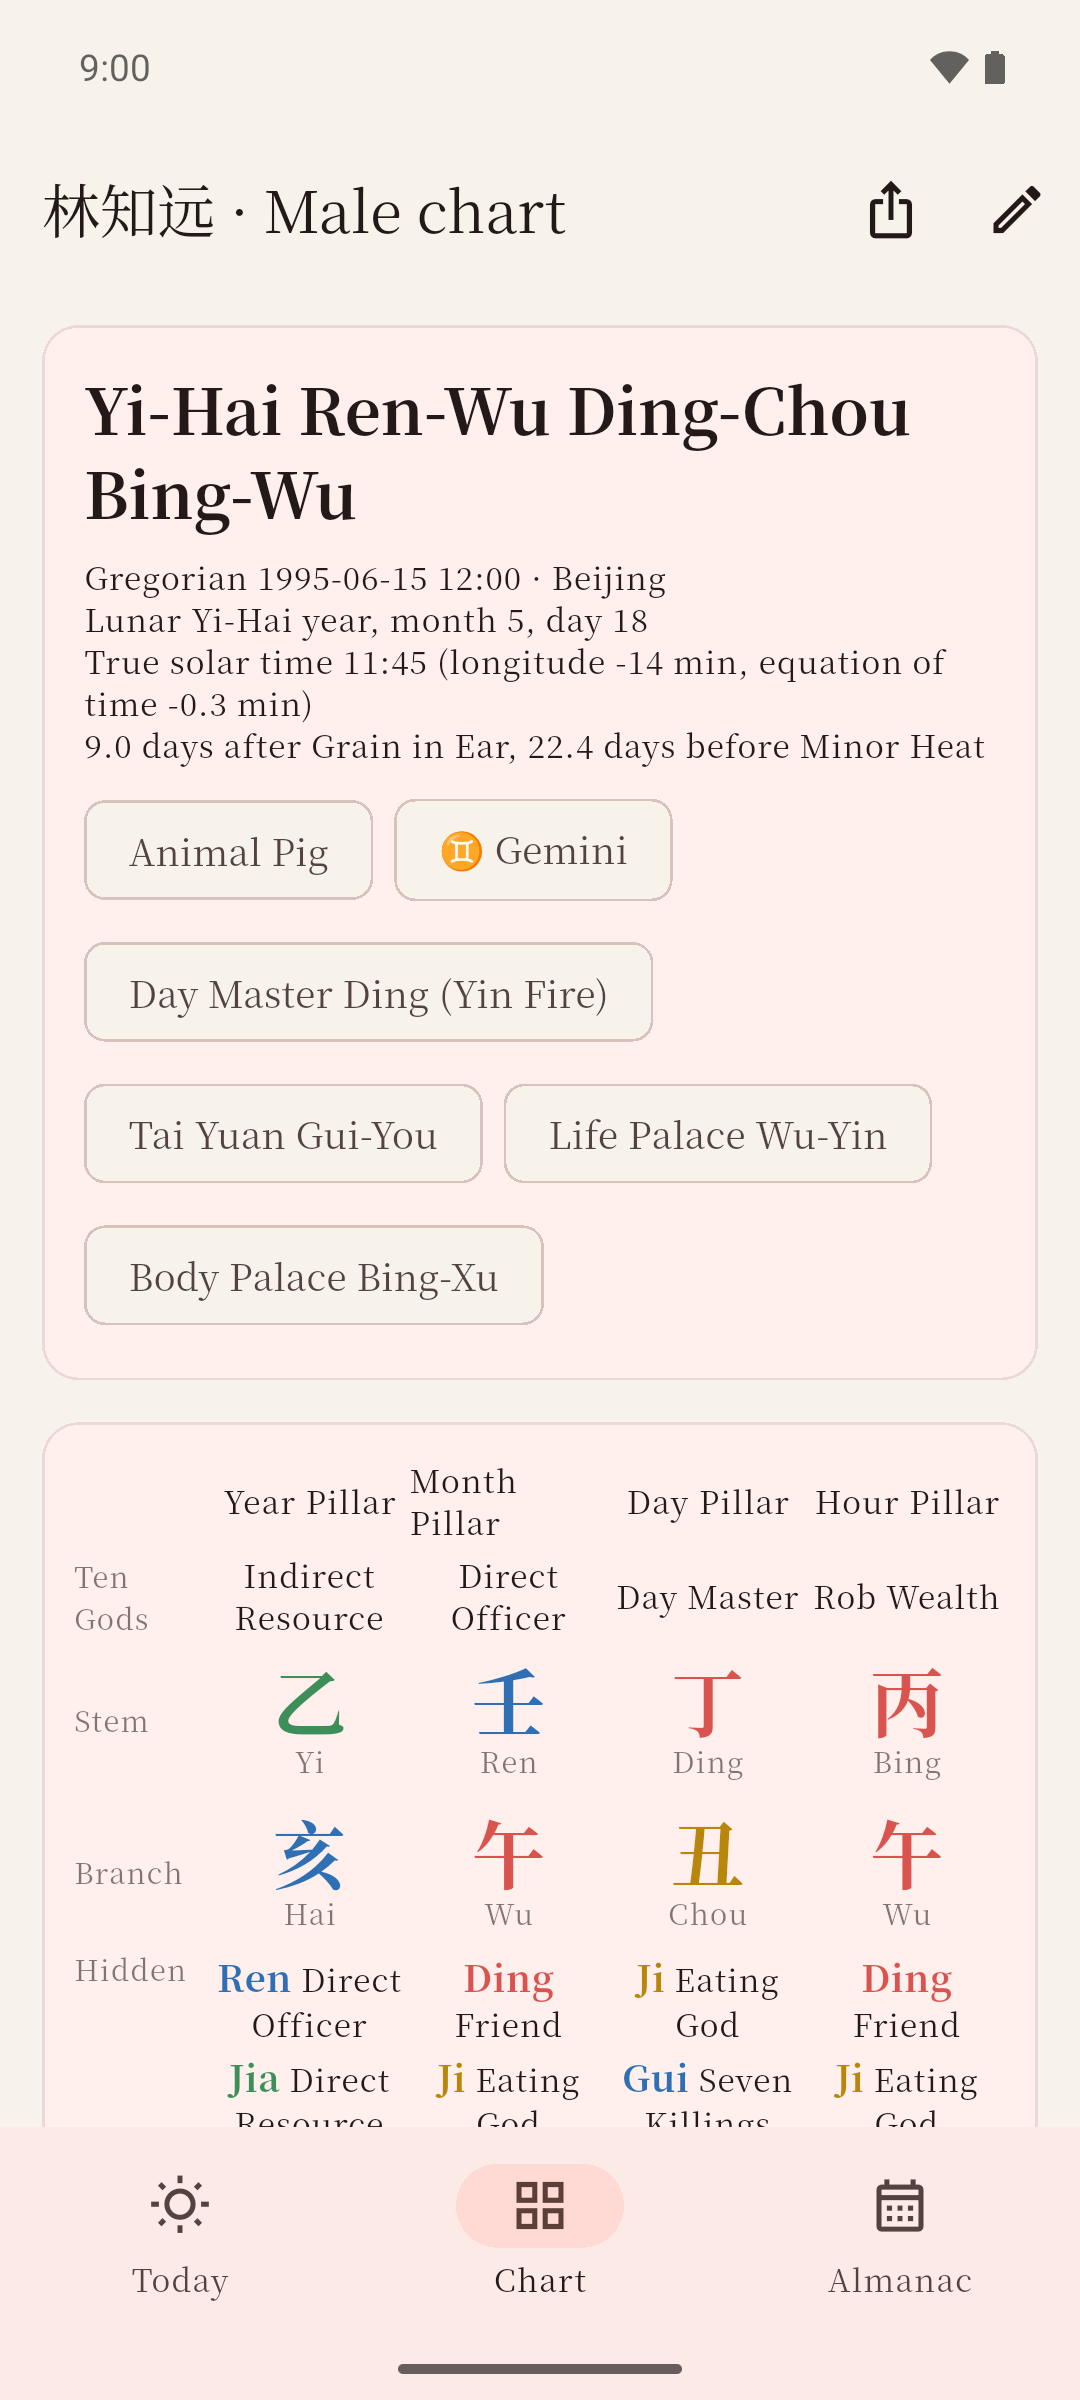 9:00
林知远 · Male chart
Yi-Hai Ren-Wu Ding-Chou
Bing-Wu
Gregorian 1995-06-15 12:00 · Beijing
Lunar Yi-Hai year, month 5, day 18
True solar time 11:45 (longitude -14 min, equation of
time -0.3 min)
9.0 days after Grain in Ear, 22.4 days before Minor Heat
Animal Pig
♊ Gemini
Day Master Ding (Yin Fire)
Tai Yuan Gui-You
Life Palace Wu-Yin
Body Palace Bing-Xu
Year Pillar Month Pillar Day Pillar Hour Pillar
Ten Gods Indirect Resource Direct Officer Day Master Rob Wealth
Stem 乙 壬 丁 丙
Yi Ren Ding Bing
Branch 亥 午 丑 午
Hai Wu Chou Wu
Hidden Ren Direct Officer Ding Friend Ji Eating God Ding Friend
Jia Direct Resource Ji Eating God Gui Seven Killings Ji Eating God
Today
Chart
Almanac